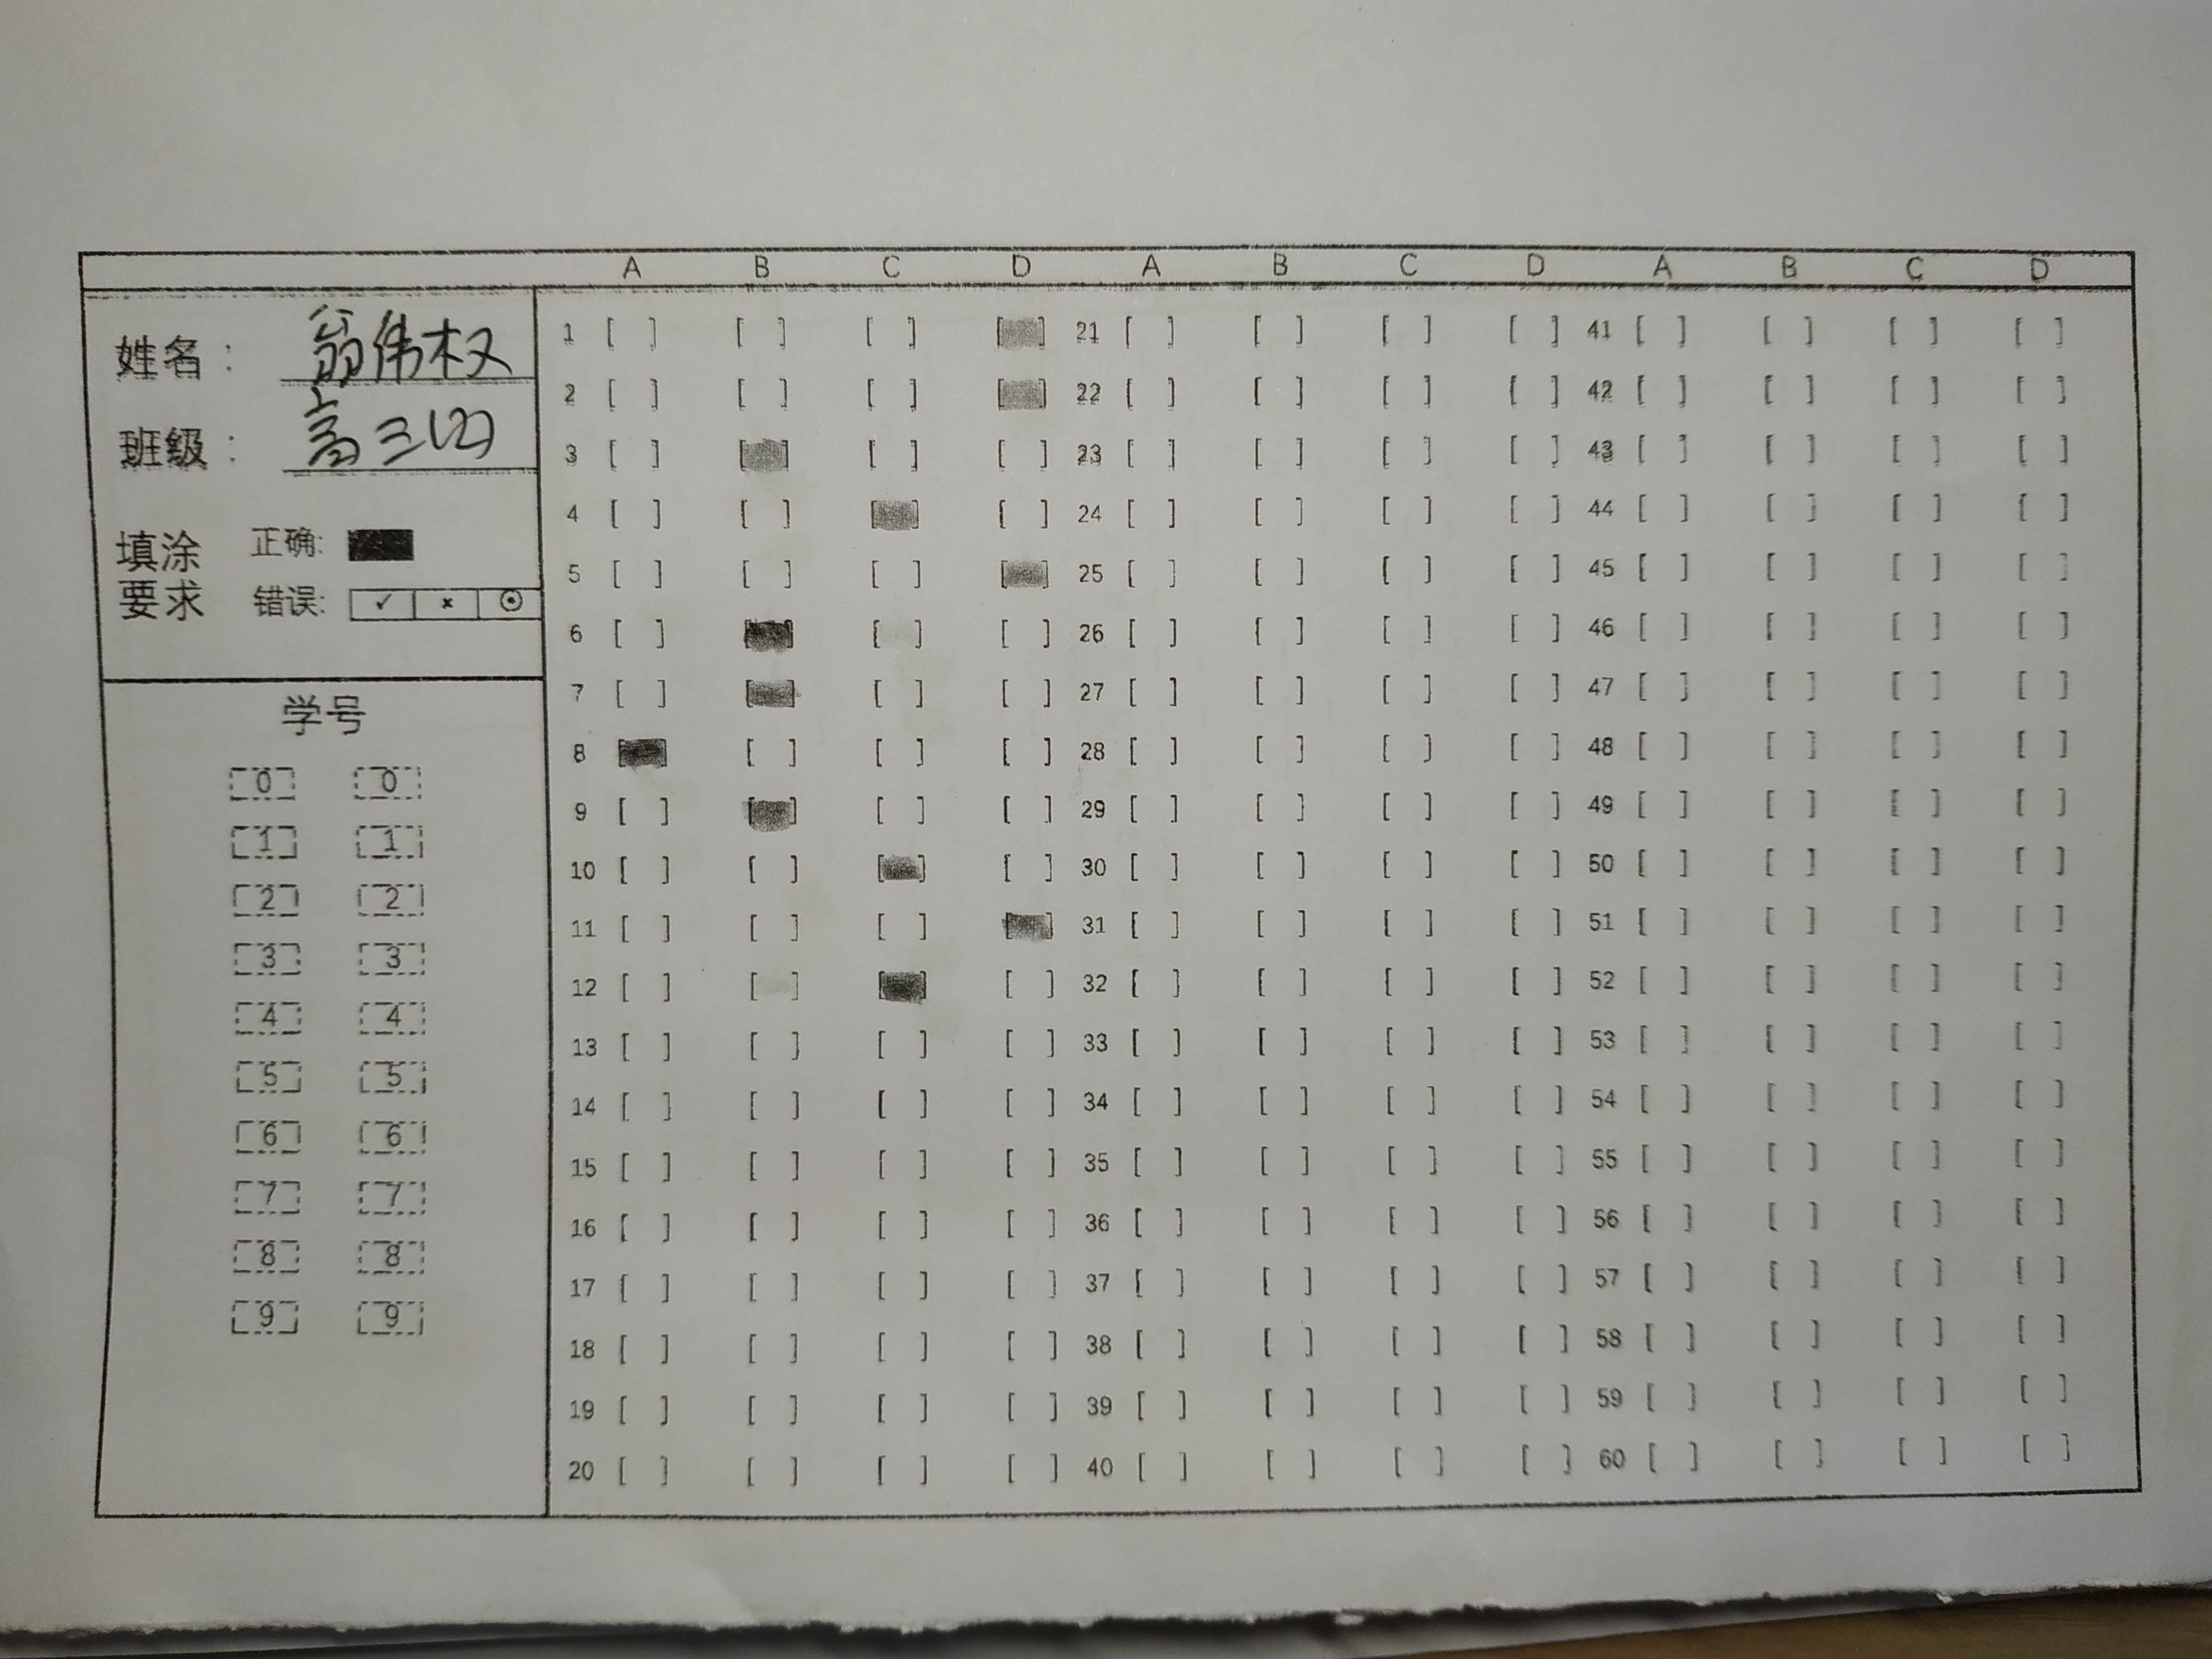 A B C D A B C D A B C D
姓名： 翁伟权
班级： 高三(2)
填涂要求 正确:
错误: ✓ × ⊙
学号
0 0
1 1
2 2
3 3
4 4
5 5
6 6
7 7
8 8
9 9
1 [ ] [ ] [ ] [ ] 21 [ ] [ ] [ ] [ ] 41 [ ] [ ] [ ] [ ]
2 [ ] [ ] [ ] [ ] 22 [ ] [ ] [ ] [ ] 42 [ ] [ ] [ ] [ ]
3 [ ] [ ] [ ] [ ] 23 [ ] [ ] [ ] [ ] 43 [ ] [ ] [ ] [ ]
4 [ ] [ ] [ ] [ ] 24 [ ] [ ] [ ] [ ] 44 [ ] [ ] [ ] [ ]
5 [ ] [ ] [ ] [ ] 25 [ ] [ ] [ ] [ ] 45 [ ] [ ] [ ] [ ]
6 [ ] [ ] [ ] [ ] 26 [ ] [ ] [ ] [ ] 46 [ ] [ ] [ ] [ ]
7 [ ] [ ] [ ] [ ] 27 [ ] [ ] [ ] [ ] 47 [ ] [ ] [ ] [ ]
8 [ ] [ ] [ ] [ ] 28 [ ] [ ] [ ] [ ] 48 [ ] [ ] [ ] [ ]
9 [ ] [ ] [ ] [ ] 29 [ ] [ ] [ ] [ ] 49 [ ] [ ] [ ] [ ]
10 [ ] [ ] [ ] [ ] 30 [ ] [ ] [ ] [ ] 50 [ ] [ ] [ ] [ ]
11 [ ] [ ] [ ] [ ] 31 [ ] [ ] [ ] [ ] 51 [ ] [ ] [ ] [ ]
12 [ ] [ ] [ ] [ ] 32 [ ] [ ] [ ] [ ] 52 [ ] [ ] [ ] [ ]
13 [ ] [ ] [ ] [ ] 33 [ ] [ ] [ ] [ ] 53 [ ] [ ] [ ] [ ]
14 [ ] [ ] [ ] [ ] 34 [ ] [ ] [ ] [ ] 54 [ ] [ ] [ ] [ ]
15 [ ] [ ] [ ] [ ] 35 [ ] [ ] [ ] [ ] 55 [ ] [ ] [ ] [ ]
16 [ ] [ ] [ ] [ ] 36 [ ] [ ] [ ] [ ] 56 [ ] [ ] [ ] [ ]
17 [ ] [ ] [ ] [ ] 37 [ ] [ ] [ ] [ ] 57 [ ] [ ] [ ] [ ]
18 [ ] [ ] [ ] [ ] 38 [ ] [ ] [ ] [ ] 58 [ ] [ ] [ ] [ ]
19 [ ] [ ] [ ] [ ] 39 [ ] [ ] [ ] [ ] 59 [ ] [ ] [ ] [ ]
20 [ ] [ ] [ ] [ ] 40 [ ] [ ] [ ] [ ] 60 [ ] [ ] [ ] [ ]